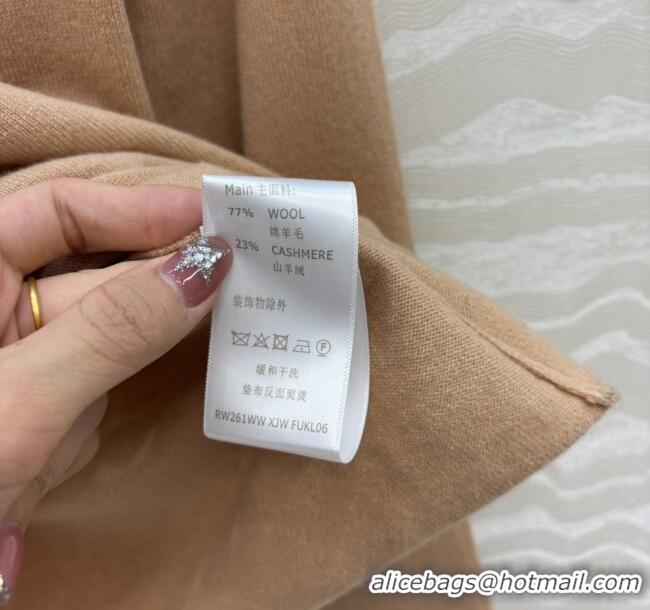 Main 主面料:
77% WOOL
绵羊毛
23% CASHMERE
山羊绒
装饰物除外
F
缓和干洗
垫布反面熨烫
RW261WW XJW FUKL06
alicebags@hotmail.com